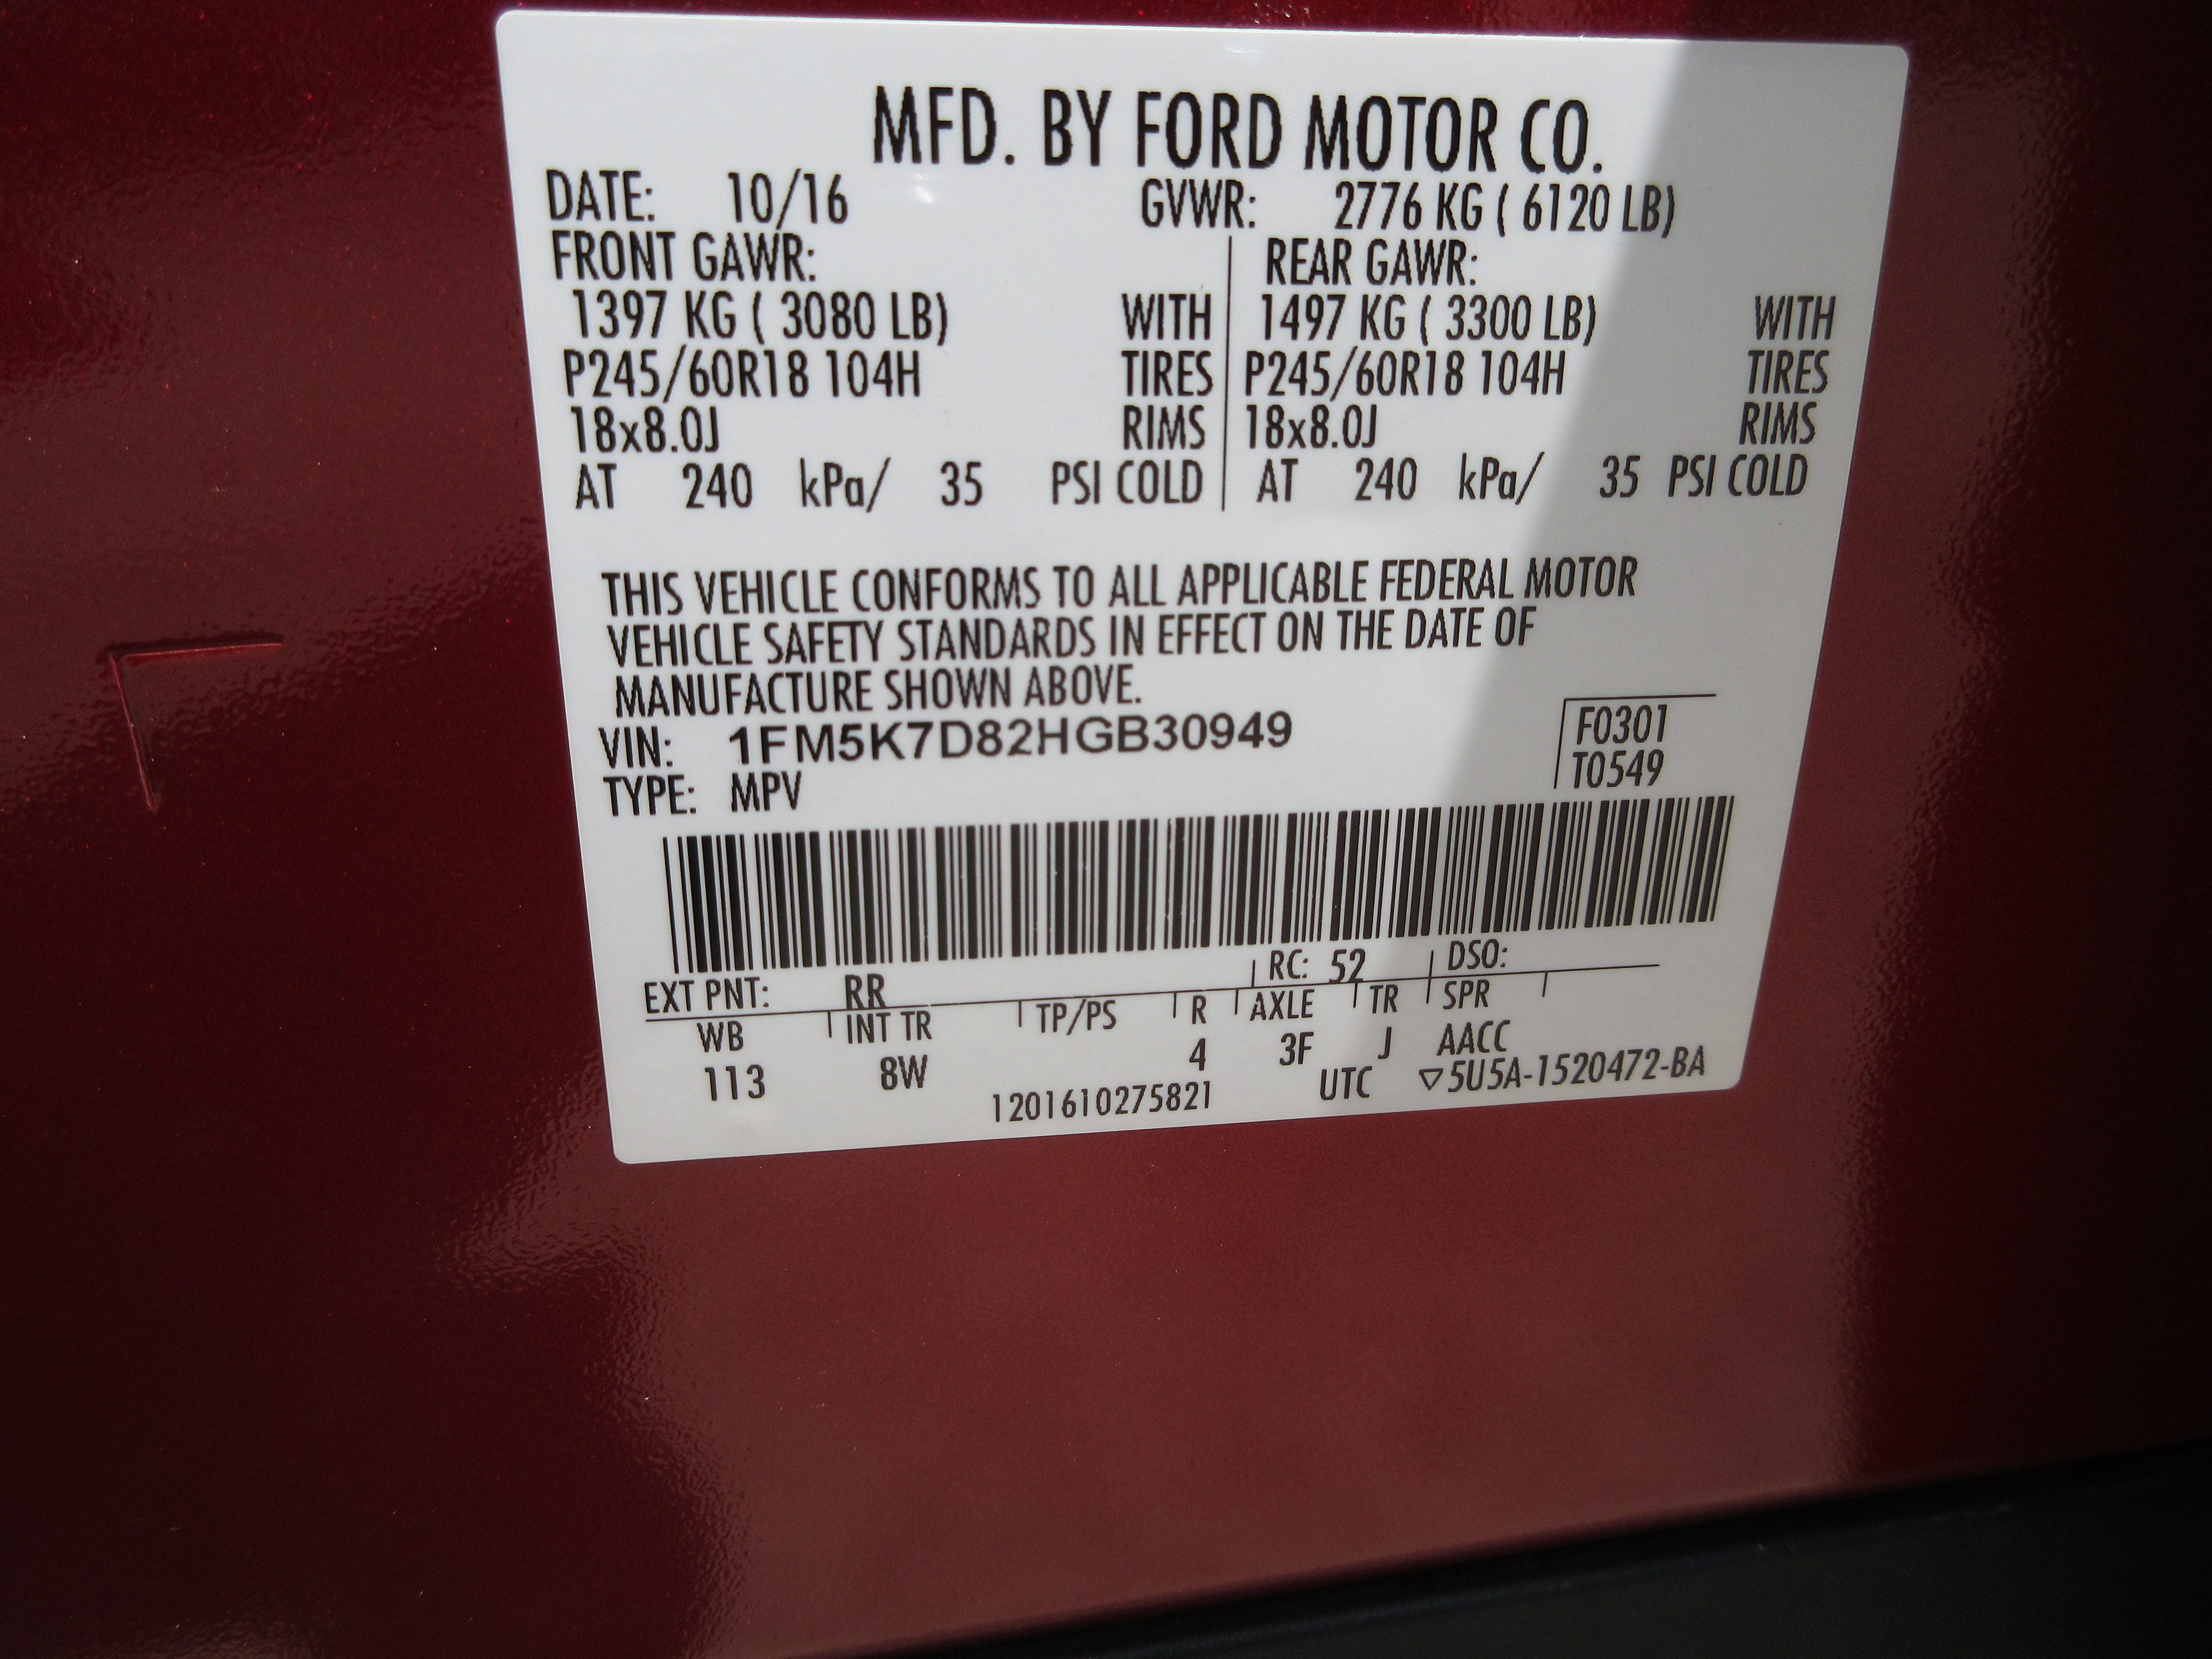 MFD. BY FORD MOTOR CO.
DATE: 10/16 GVWR: 2776 KG ( 6120 LB)
FRONT GAWR: REAR GAWR:
1397 KG ( 3080 LB) WITH 1497 KG ( 3300 LB) WITH
P245/60R18 104H TIRES P245/60R18 104H TIRES
18x8.0J RIMS 18x8.0J RIMS
AT 240 kPa/ 35 PSI COLD AT 240 kPa/ 35 PSI COLD
THIS VEHICLE CONFORMS TO ALL APPLICABLE FEDERAL MOTOR
VEHICLE SAFETY STANDARDS IN EFFECT ON THE DATE OF
MANUFACTURE SHOWN ABOVE.
VIN: 1FM5K7D82HGB30949 F0301
TYPE: MPV T0549
EXT PNT: RR RC: 52 DSO:
WB INT TR TP/PS R AXLE TR SPR
113 8W 4 3F J AACC
1201610275821 UTC ▽5U5A-1520472-BA